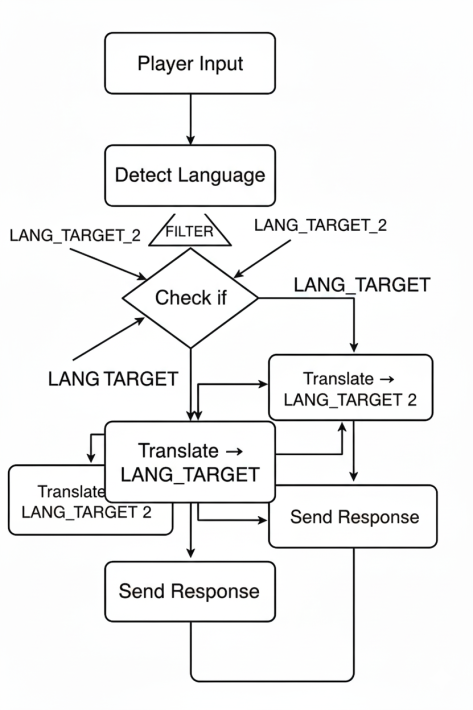 Player Input
Detect Language
FILTER
LANG_TARGET_2
LANG_TARGET_2
Check if
LANG_TARGET
LANG TARGET
Translate →
LANG_TARGET 2
Translate →
LANG_TARGET
Translate
LANG_TARGET 2
Send Response
Send Response